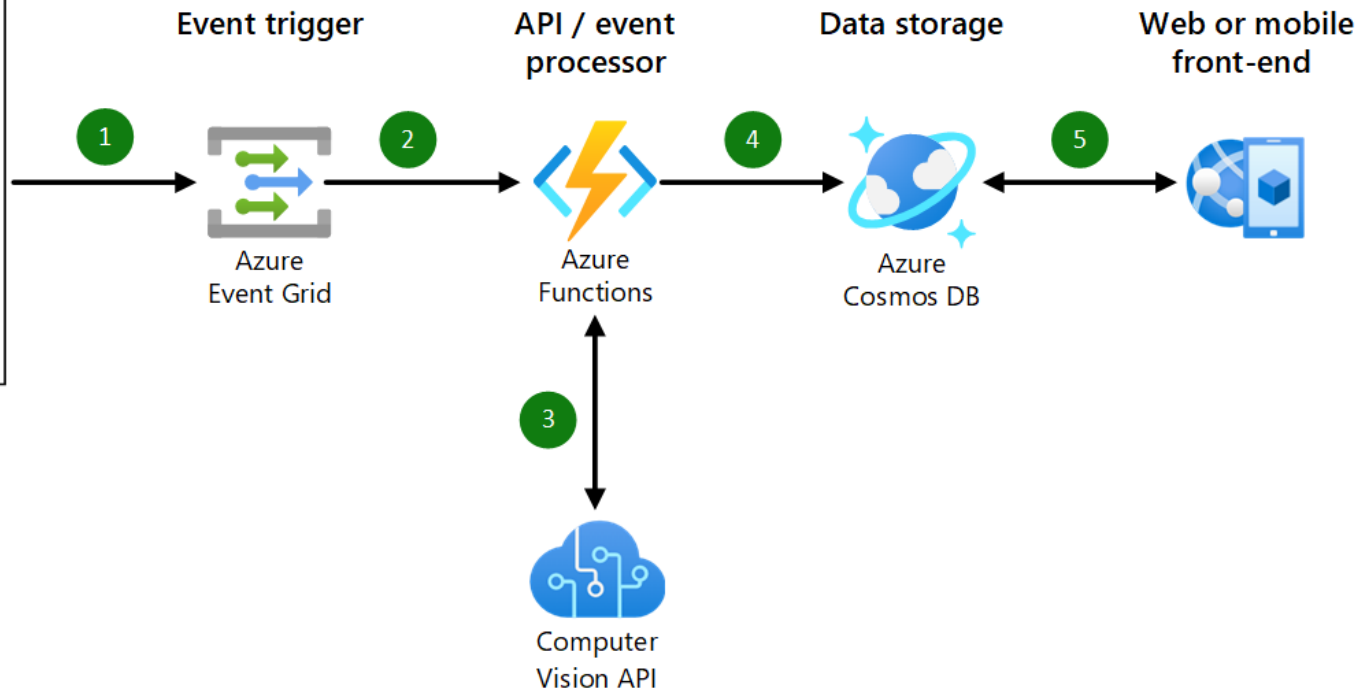 Event trigger
API / event
processor
Data storage
Web or mobile
front-end
1
2
4
5
Azure
Event Grid
Azure
Functions
Azure
Cosmos DB
3
Computer
Vision API